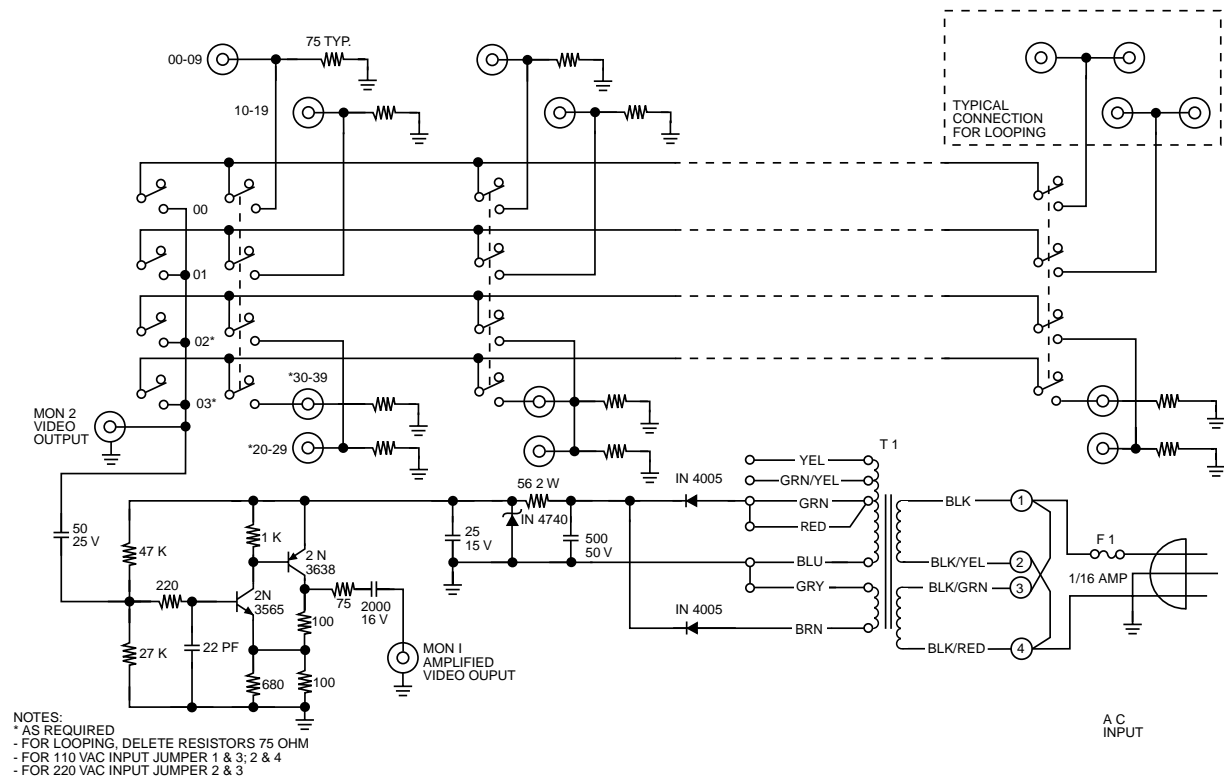 75 TYP.
00-09
10-19
TYPICAL
CONNECTION
FOR LOOPING
00
01
02*
03*
*30-39
*20-29
MON 2
VIDEO
OUTPUT
T 1
YEL
GRN/YEL
GRN
RED
BLU
GRY
BRN
IN 4005
IN 4005
56 2 W
IN 4740
25
15 V
500
50 V
BLK
BLK/YEL
BLK/GRN
BLK/RED
1
2
3
4
F 1
1/16 AMP
50
25 V
47 K
1 K
2 N
3638
220
2N
3565
75
2000
16 V
100
27 K
22 PF
680
100
MON I
AMPLIFIED
VIDEO OUPUT
A C
INPUT
NOTES:
* AS REQUIRED
- FOR LOOPING, DELETE RESISTORS 75 OHM
- FOR 110 VAC INPUT JUMPER 1 & 3; 2 & 4
- FOR 220 VAC INPUT JUMPER 2 & 3